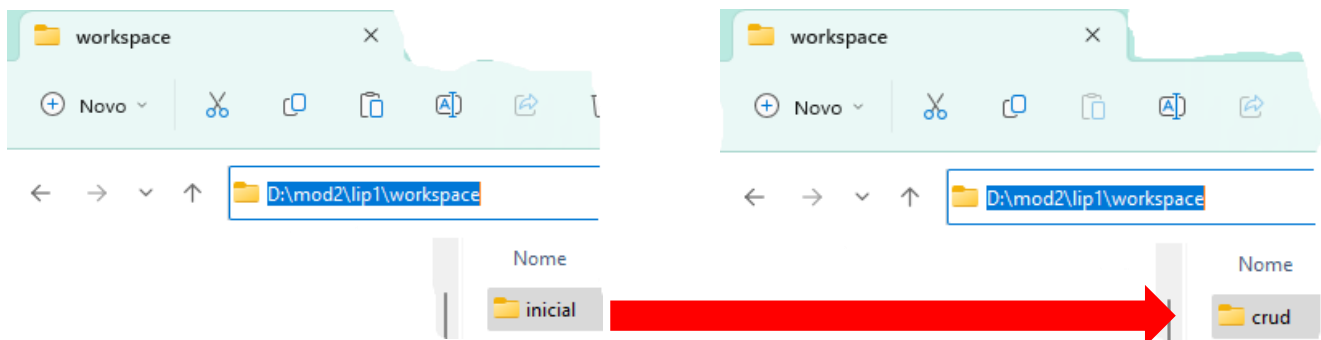 workspace
Novo
D:\mod2\lip1\workspace
Nome
inicial
workspace
Novo
D:\mod2\lip1\workspace
Nome
crud